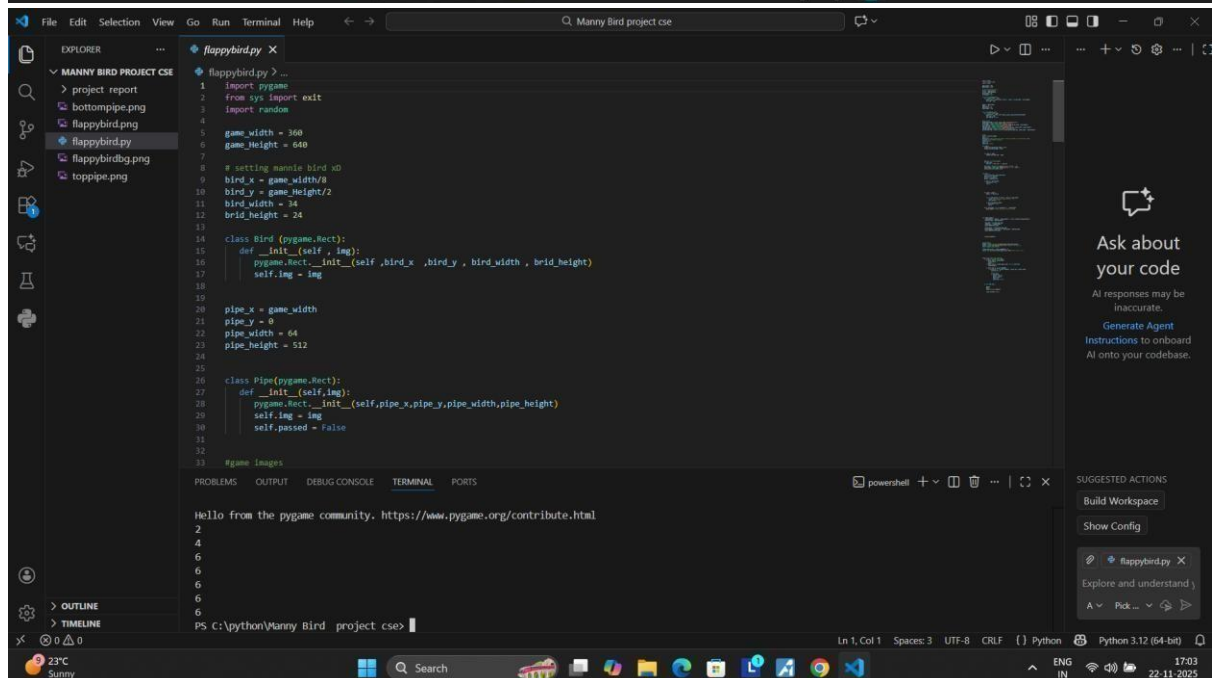 File Edit Selection View Go Run Terminal Help Manny Bird project cse
EXPLORER
MANNY BIRD PROJECT CSE
project report
bottompipe.png
flappybird.png
flappybird.py
flappybirdbg.png
toppipe.png
OUTLINE
TIMELINE
flappybird.py
flappybird.py > ...
1 import pygame
2 from sys import exit
3 import random
4
5 game_width = 360
6 game_Height = 640
7
8 # setting mannie bird xD
9 bird_x = game_width/8
10 bird_y = game_Height/2
11 bird_width = 34
12 brid_height = 24
13
14 class Bird (pygame.Rect):
15 def __init__(self , img):
16 pygame.Rect.__init__(self ,bird_x ,bird_y , bird_width , brid_height)
17 self.img = img
18
19
20 pipe_x = game_width
21 pipe_y = 0
22 pipe_width = 64
23 pipe_height = 512
24
25
26 class Pipe(pygame.Rect):
27 def __init__(self,img):
28 pygame.Rect.__init__(self,pipe_x,pipe_y,pipe_width,pipe_height)
29 self.img = img
30 self.passed = False
31
32
33 #game images
PROBLEMS OUTPUT DEBUG CONSOLE TERMINAL PORTS
powershell
Hello from the pygame community. https://www.pygame.org/contribute.html
2
4
6
6
6
6
6
PS C:\python\Manny Bird project cse>
Ask about
your code
AI responses may be
inaccurate.
Generate Agent
Instructions to onboard
AI onto your codebase.
SUGGESTED ACTIONS
Build Workspace
Show Config
flappybird.py
Explore and understand y
A Pick ...
0 0 Ln 1, Col 1 Spaces: 3 UTF-8 CRLF {} Python Python 3.12 (64-bit)
9 23°C
Sunny
Search
ENG
IN
17:03
22-11-2025